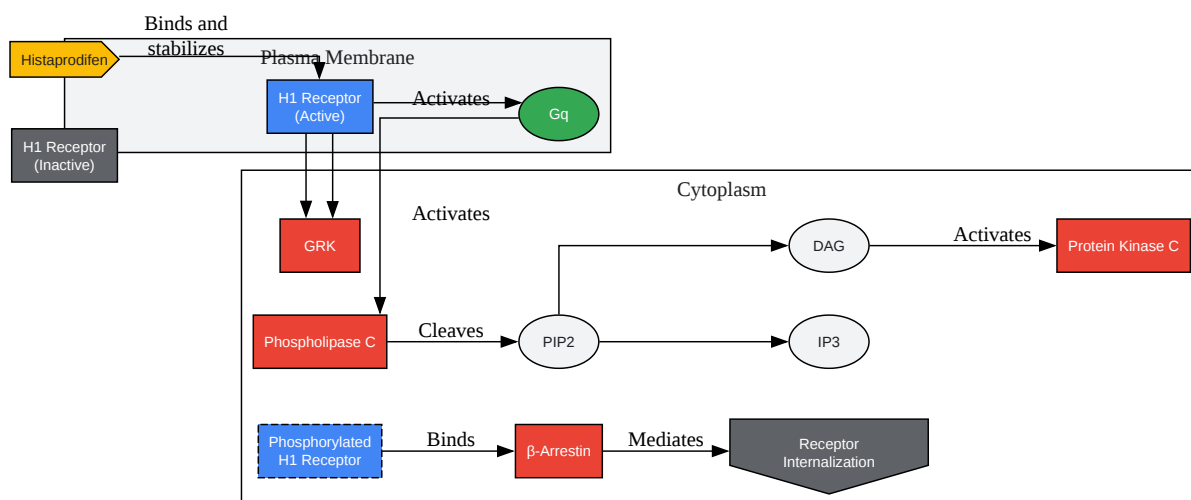 Binds and
stabilizes
Histaprodifen
Plasma Membrane
H1 Receptor
(Active)
Activates
Gq
H1 Receptor
(Inactive)
Cytoplasm
Activates
GRK
DAG
Activates
Protein Kinase C
Phospholipase C
Cleaves
PIP2
IP3
Phosphorylated
H1 Receptor
Binds
β-Arrestin
Mediates
Receptor
Internalization